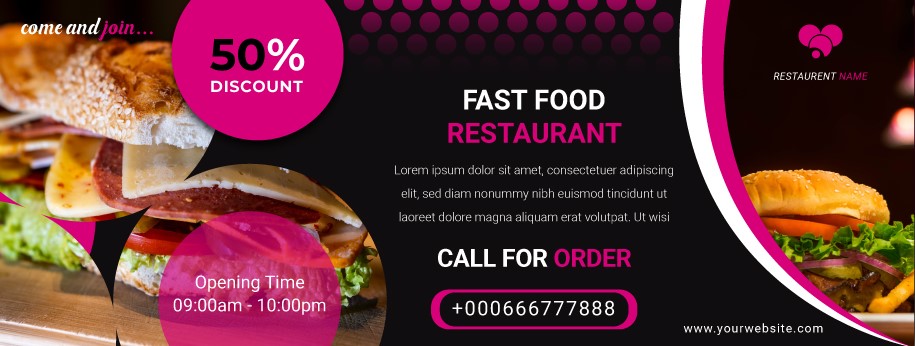 come and join...
50%
DISCOUNT
FAST FOOD
RESTAURANT
Lorem ipsum dolor sit amet, consectetuer adipiscing
elit, sed diam nonummy nibh euismod tincidunt ut
laoreet dolore magna aliquam erat volutpat. Ut wisi
CALL FOR ORDER
+000666777888
Opening Time
09:00am - 10:00pm
RESTAURENT NAME
www.yourwebsite.com